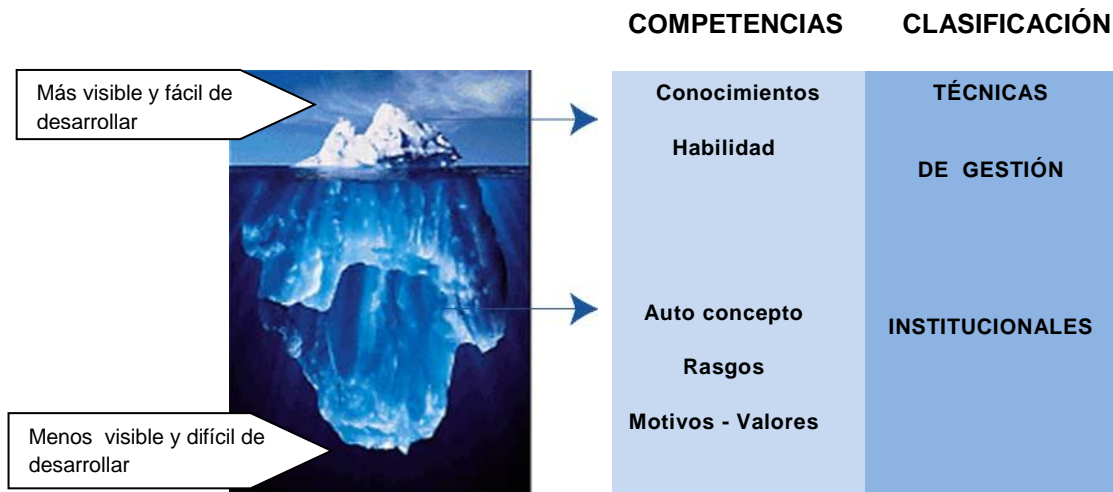 COMPETENCIAS CLASIFICACIÓN
Más visible y fácil de
desarrollar
Conocimientos TÉCNICAS
Habilidad
DE GESTIÓN
Auto concepto
INSTITUCIONALES
Rasgos
Motivos - Valores
Menos visible y difícil de
desarrollar